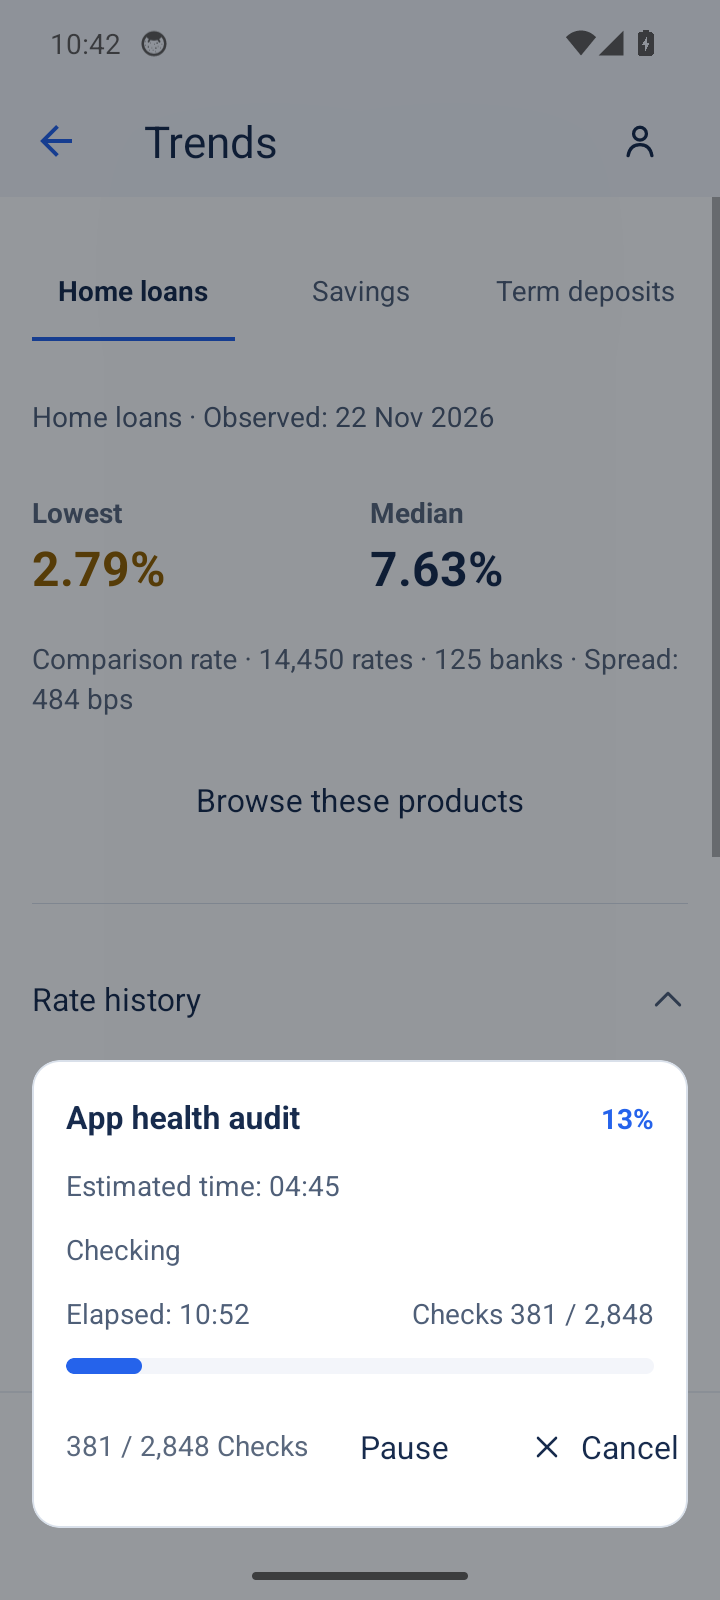 10:42
Trends
Home loans
Savings
Term deposits
Home loans · Observed: 22 Nov 2026
Lowest
Median
2.79%
7.63%
Comparison rate · 14,450 rates · 125 banks · Spread:
484 bps
Browse these products
Rate history
App health audit
13%
Estimated time: 04:45
Checking
Elapsed: 10:52
Checks 381 / 2,848
381 / 2,848 Checks
Pause
Cancel